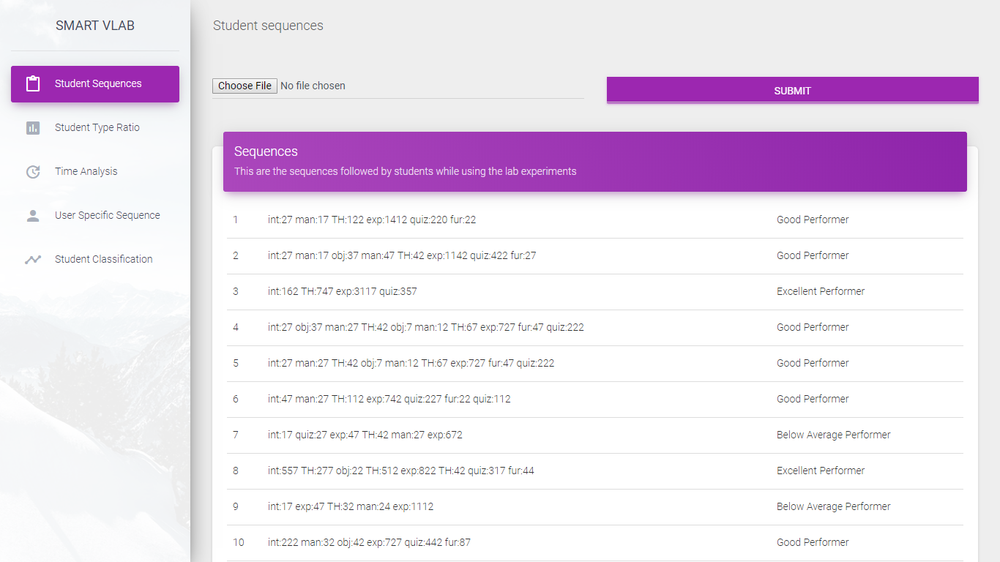 SMART VLAB
Student Sequences
Student Type Ratio
Time Analysis
User Specific Sequence
Student Classification
Student sequences
Choose File No file chosen
SUBMIT
Sequences
This are the sequences followed by students while using the lab experiments
1 int:27 man:17 TH:122 exp:1412 quiz:220 fur:22 Good Performer
2 int:27 man:17 obj:37 man:47 TH:42 exp:1142 quiz:422 fur:27 Good Performer
3 int:162 TH:747 exp:3117 quiz:357 Excellent Performer
4 int:27 obj:37 man:27 TH:42 obj:7 man:12 TH:67 exp:727 fur:47 quiz:222 Good Performer
5 int:27 man:27 TH:42 obj:7 man:12 TH:67 exp:727 fur:47 quiz:222 Good Performer
6 int:47 man:27 TH:112 exp:742 quiz:227 fur:22 quiz:112 Good Performer
7 int:17 quiz:27 exp:47 TH:42 man:27 exp:672 Below Average Performer
8 int:557 TH:277 obj:22 TH:512 exp:822 TH:42 quiz:317 fur:44 Excellent Performer
9 int:17 exp:47 TH:32 man:24 exp:1112 Below Average Performer
10 int:222 man:32 obj:42 exp:727 quiz:442 fur:87 Good Performer